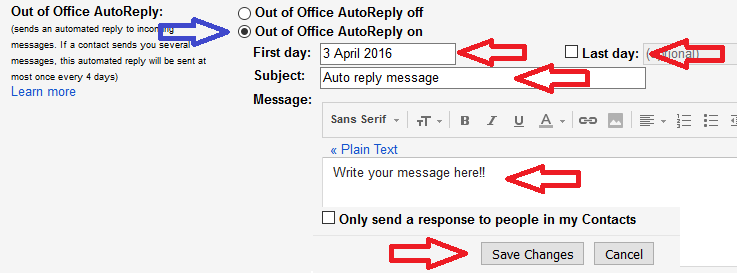 Out of Office AutoReply:
(sends an automated reply to incoming
messages. If a contact sends you several
messages, this automated reply will be sent at
most once every 4 days)
Learn more
Out of Office AutoReply off
Out of Office AutoReply on
First day: 3 April 2016 Last day: (optional)
Subject: Auto reply message
Message:
Sans Serif TT B I U A
« Plain Text
Write your message here!!
Only send a response to people in my Contacts
Save Changes Cancel